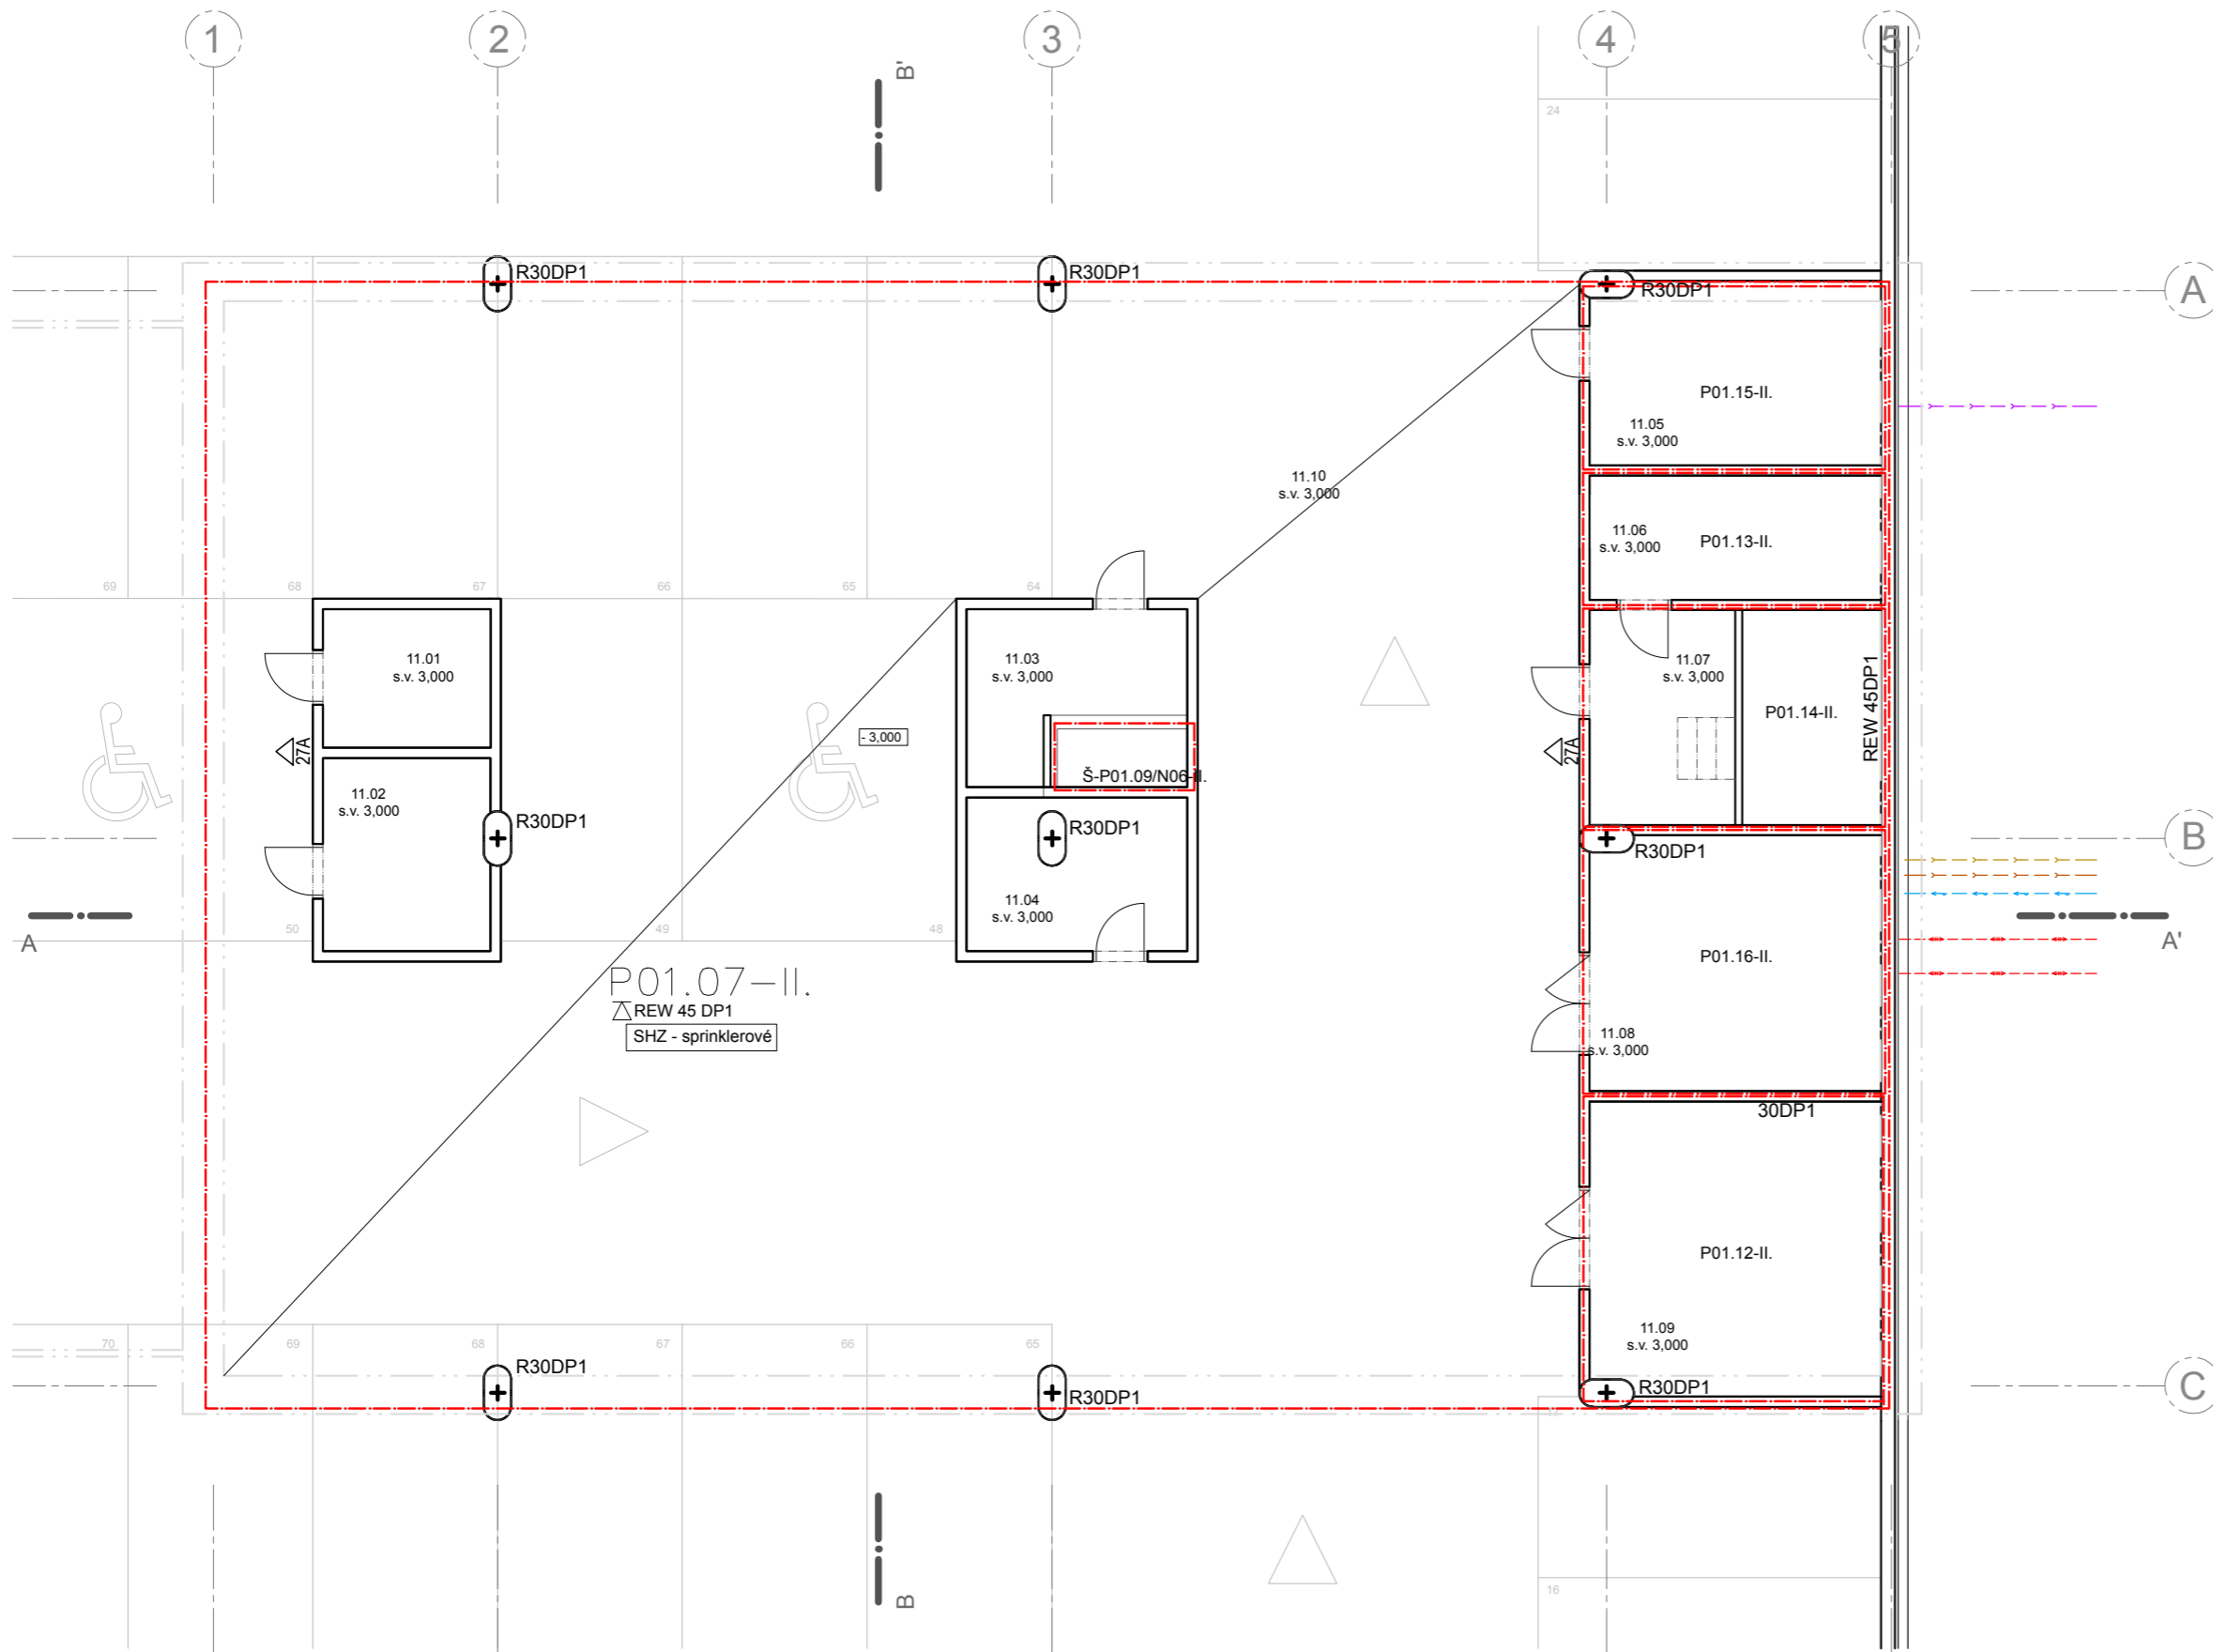 1
2
3
4
5
B'
24
R30DP1
R30DP1
R30DP1
A
P01.15-II.
11.05
s.v. 3,000
11.10
s.v. 3,000
11.06
s.v. 3,000
P01.13-II.
69
68
67
66
65
64
11.01
s.v. 3,000
11.03
s.v. 3,000
11.07
s.v. 3,000
P01.14-II.
REW 45DP1
- 3,000
27A
27A
Š-P01.09/N06-II.
11.02
s.v. 3,000
R30DP1
R30DP1
R30DP1
B
11.04
s.v. 3,000
50
49
48
A
A'
P01.16-II.
P01.07-II.
REW 45 DP1
SHZ - sprinklerové
11.08
s.v. 3,000
30DP1
P01.12-II.
11.09
s.v. 3,000
70
69
68
67
66
65
R30DP1
R30DP1
R30DP1
C
17
16
B